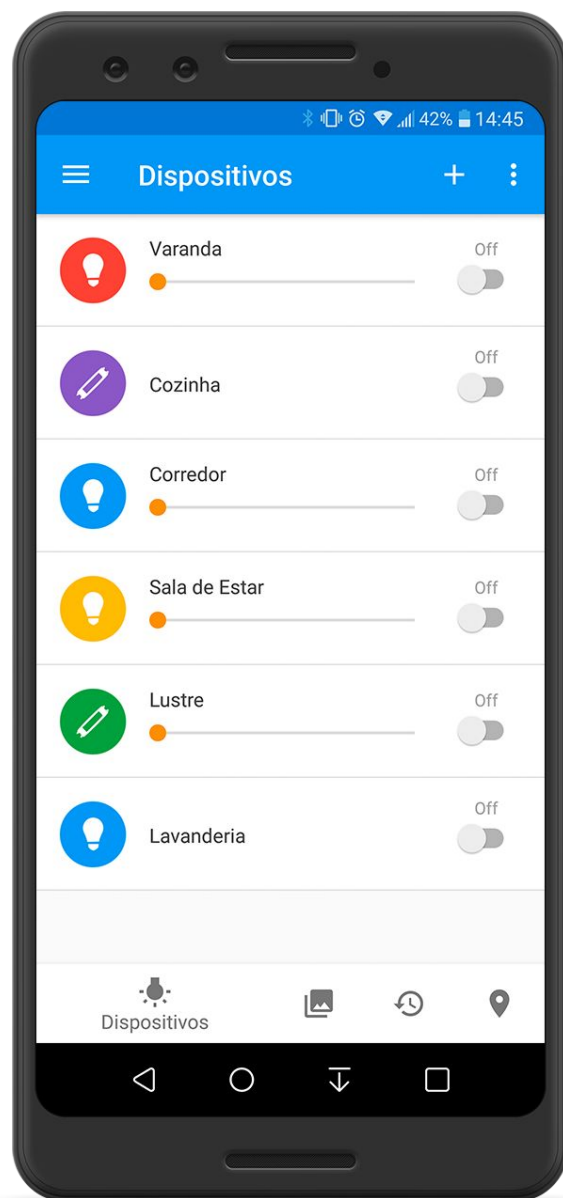 42% 14:45
Dispositivos
Varanda
Off
Cozinha
Off
Corredor
Off
Sala de Estar
Off
Lustre
Off
Lavanderia
Off
Dispositivos